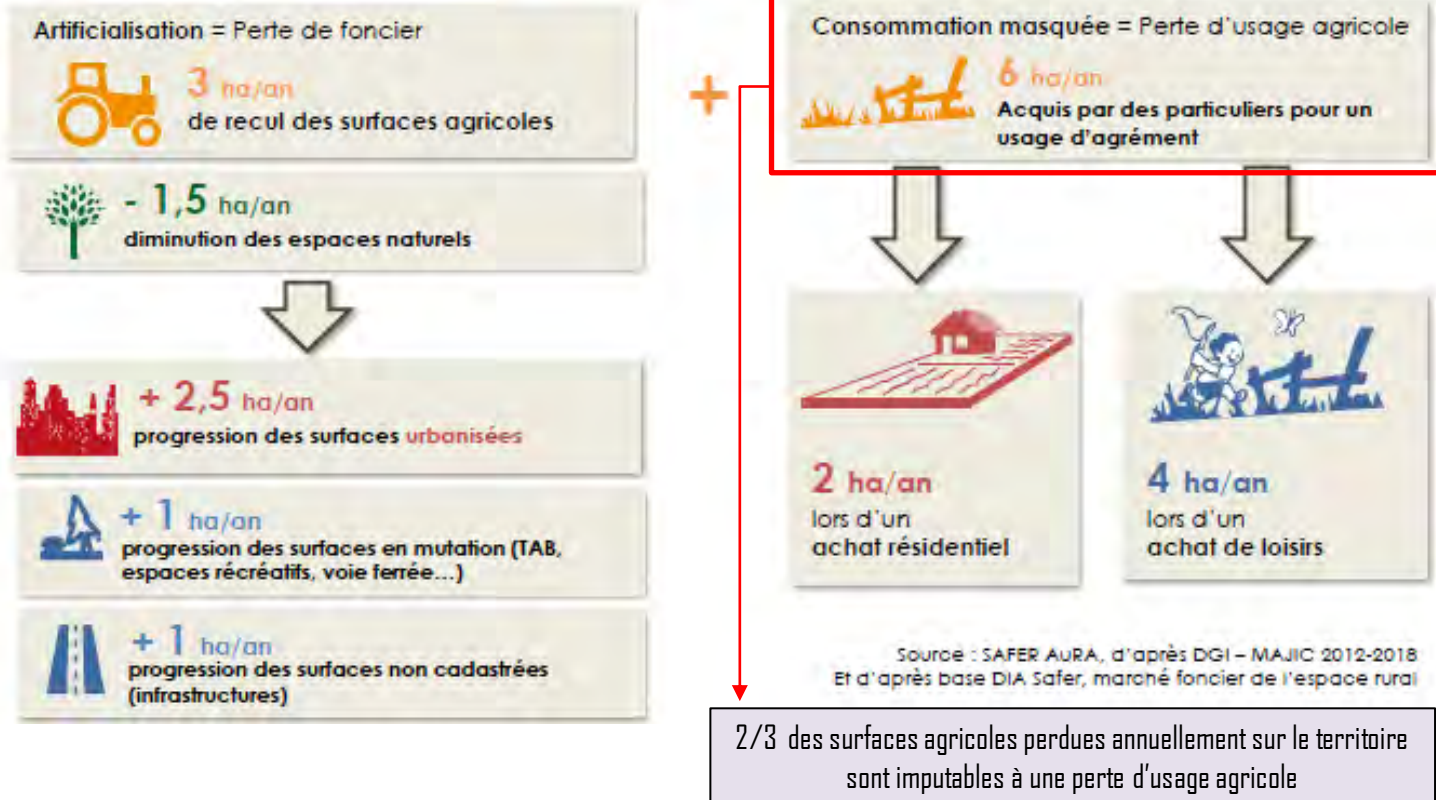 Artificialisation = Perte de foncier
3 ha/an
de recul des surfaces agricoles
- 1,5 ha/an
diminution des espaces naturels
+ 2,5 ha/an
progression des surfaces urbanisées
+ 1 ha/an
progression des surfaces en mutation (TAB,
espaces récréatifs, voie ferrée...)
+ 1 ha/an
progression des surfaces non cadastrées
(infrastructures)
+
Consommation masquée = Perte d'usage agricole
6 ha/an
Acquis par des particuliers pour un
usage d'agrément
2 ha/an
lors d'un
achat résidentiel
4 ha/an
lors d'un
achat de loisirs
Source : SAFER AuRA, d'après DGI – MAJIC 2012-2018
Et d'après base DIA Safer, marché foncier de l'espace rural
2/3 des surfaces agricoles perdues annuellement sur le territoire
sont imputables à une perte d'usage agricole